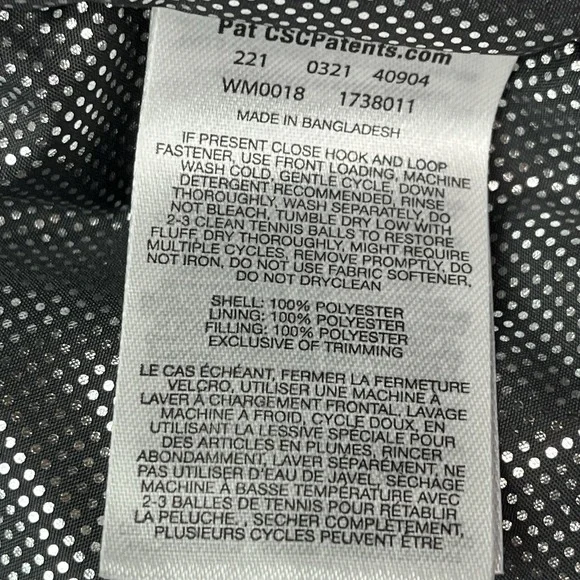 Pat CSCPatents.com
221 0321 40904
WM0018 1738011
MADE IN BANGLADESH
IF PRESENT CLOSE HOOK AND LOOP
FASTENER, USE FRONT LOADING, MACHINE
WASH COLD, GENTLE CYCLE, DOWN
DETERGENT RECOMMENDED, RINSE
THOROUGHLY, WASH SEPARATELY, DO
NOT BLEACH, TUMBLE DRY LOW WITH
2-3 CLEAN TENNIS BALLS TO RESTORE
FLUFF, DRY THOROUGHLY, MIGHT REQUIRE
MULTIPLE CYCLES, REMOVE PROMPTLY, DO
NOT IRON, DO NOT USE FABRIC SOFTENER,
DO NOT DRYCLEAN
SHELL: 100% POLYESTER
LINING: 100% POLYESTER
FILLING: 100% POLYESTER
EXCLUSIVE OF TRIMMING
LE CAS ÉCHÉANT, FERMER LA FERMETURE
VELCRO, UTILISER UNE MACHINE À
LAVER À CHARGEMENT FRONTAL, LAVAGE
MACHINE À FROID, CYCLE DOUX, EN
UTILISANT LA LESSIVE SPÉCIALE POUR
DES ARTICLES EN PLUMES, RINCER
ABONDAMMENT, LAVER SÉPARÉMENT, NE
PAS UTILISER D'EAU DE JAVEL, SÉCHAGE
MACHINE À BASSE TEMPÉRATURE AVEC
2-3 BALLES DE TENNIS POUR RÉTABLIR
LA PELUCHE. , SECHER COMPLÈTEMENT,
PLUSIEURS CYCLES PEUVENT ÊTRE